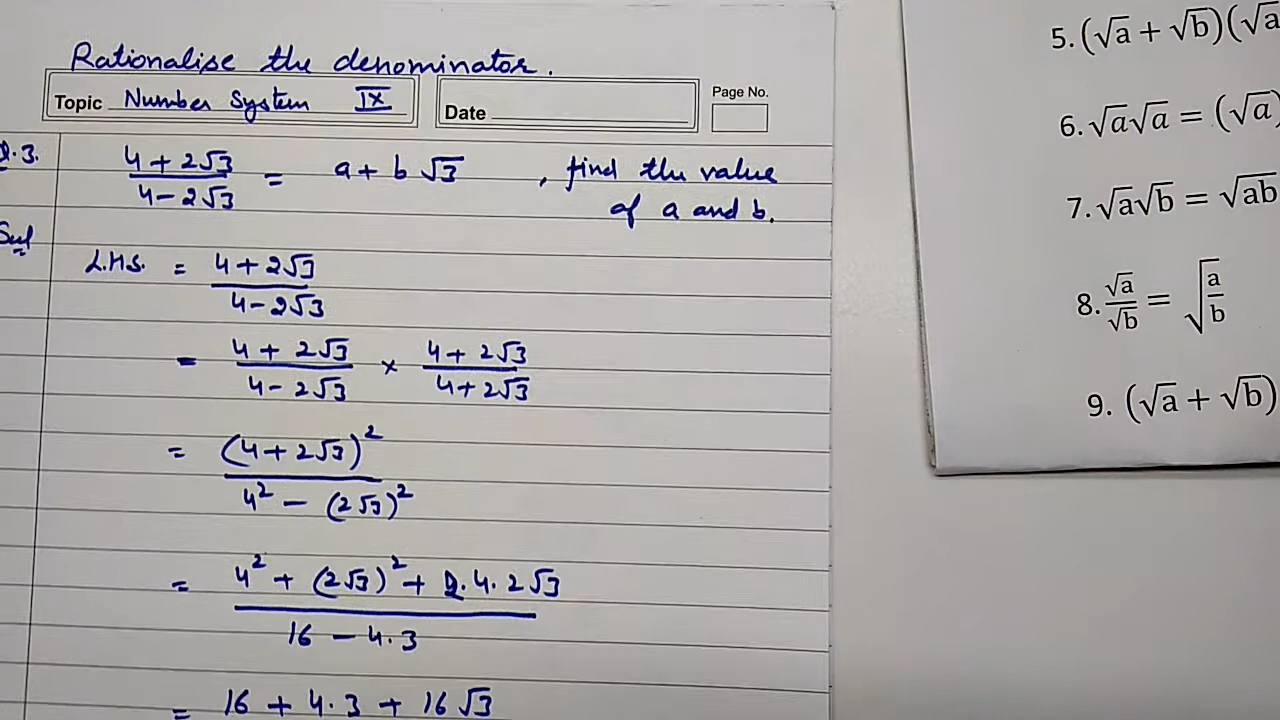 Rationalise the denominator.
Topic Number System IX
Date
Page No.
Q.3. (4+2√3)/(4-2√3) = a+b√3 , find the value
of a and b.
Sol
L.H.S. = (4+2√3)/(4-2√3)
= (4+2√3)/(4-2√3) × (4+2√3)/(4+2√3)
= (4+2√3)²/(4² - (2√3)²)
= (4² + (2√3)² + 2.4.2√3)/(16 - 4.3)
= 16 + 4.3 + 16√3
5. (√a + √b)(√a
6. √a√a = (√a)
7. √a√b = √ab
8. √a/√b = √(a/b)
9. (√a + √b)